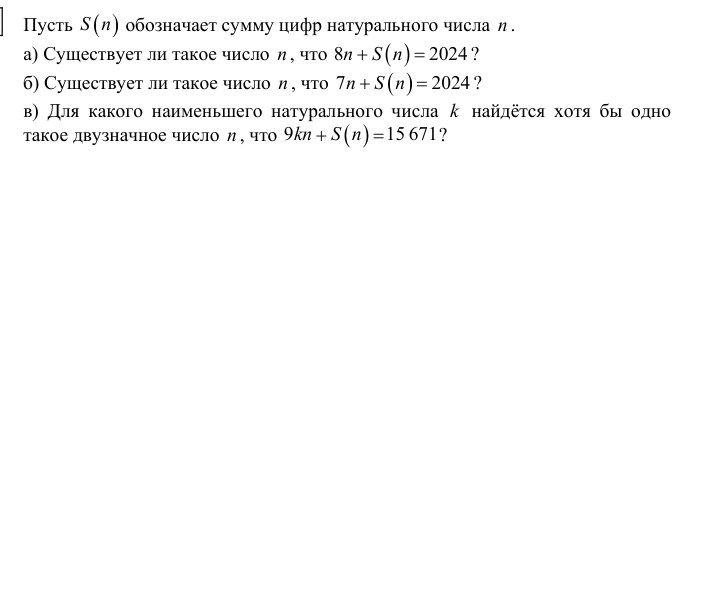 Пусть S(n) обозначает сумму цифр натурального числа n.
а) Существует ли такое число n, что 8n + S(n) = 2024?
б) Существует ли такое число n, что 7n + S(n) = 2024?
в) Для какого наименьшего натурального числа k найдётся хотя бы одно
такое двузначное число n, что 9kn + S(n) = 15 671?